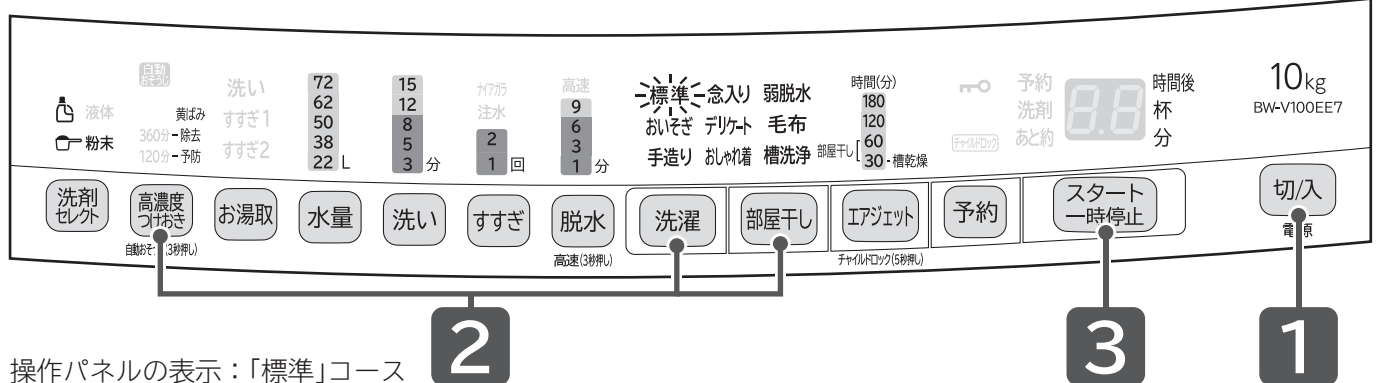 自動おそうじ
液体
粉末
黄ばみ
360分-除去
120分-予防
洗い
すすぎ1
すすぎ2
72
62
50
38
22 L
15
12
8
5
3 分
ナイアガラ
注水
2
1 回
高速
9
6
3
1 分
標準 念入り 弱脱水
おいそぎ デリケート 毛布
手造り おしゃれ着 槽洗浄
時間(分)
180
120
部屋干し[ 60
30-槽乾燥
チャイルドロック
予約
洗剤
あと約
8.8
時間後
杯
分
10kg
BW-V100EE7
洗剤セレクト
高濃度つけおき
お湯取
水量
洗い
すすぎ
脱水
洗濯
部屋干し
エアジェット
予約
スタート
一時停止
切/入
自動おそうじ(3秒押し)
高速(3秒押し)
チャイルドロック(5秒押し)
電源
2
3
1
操作パネルの表示:「標準」コース